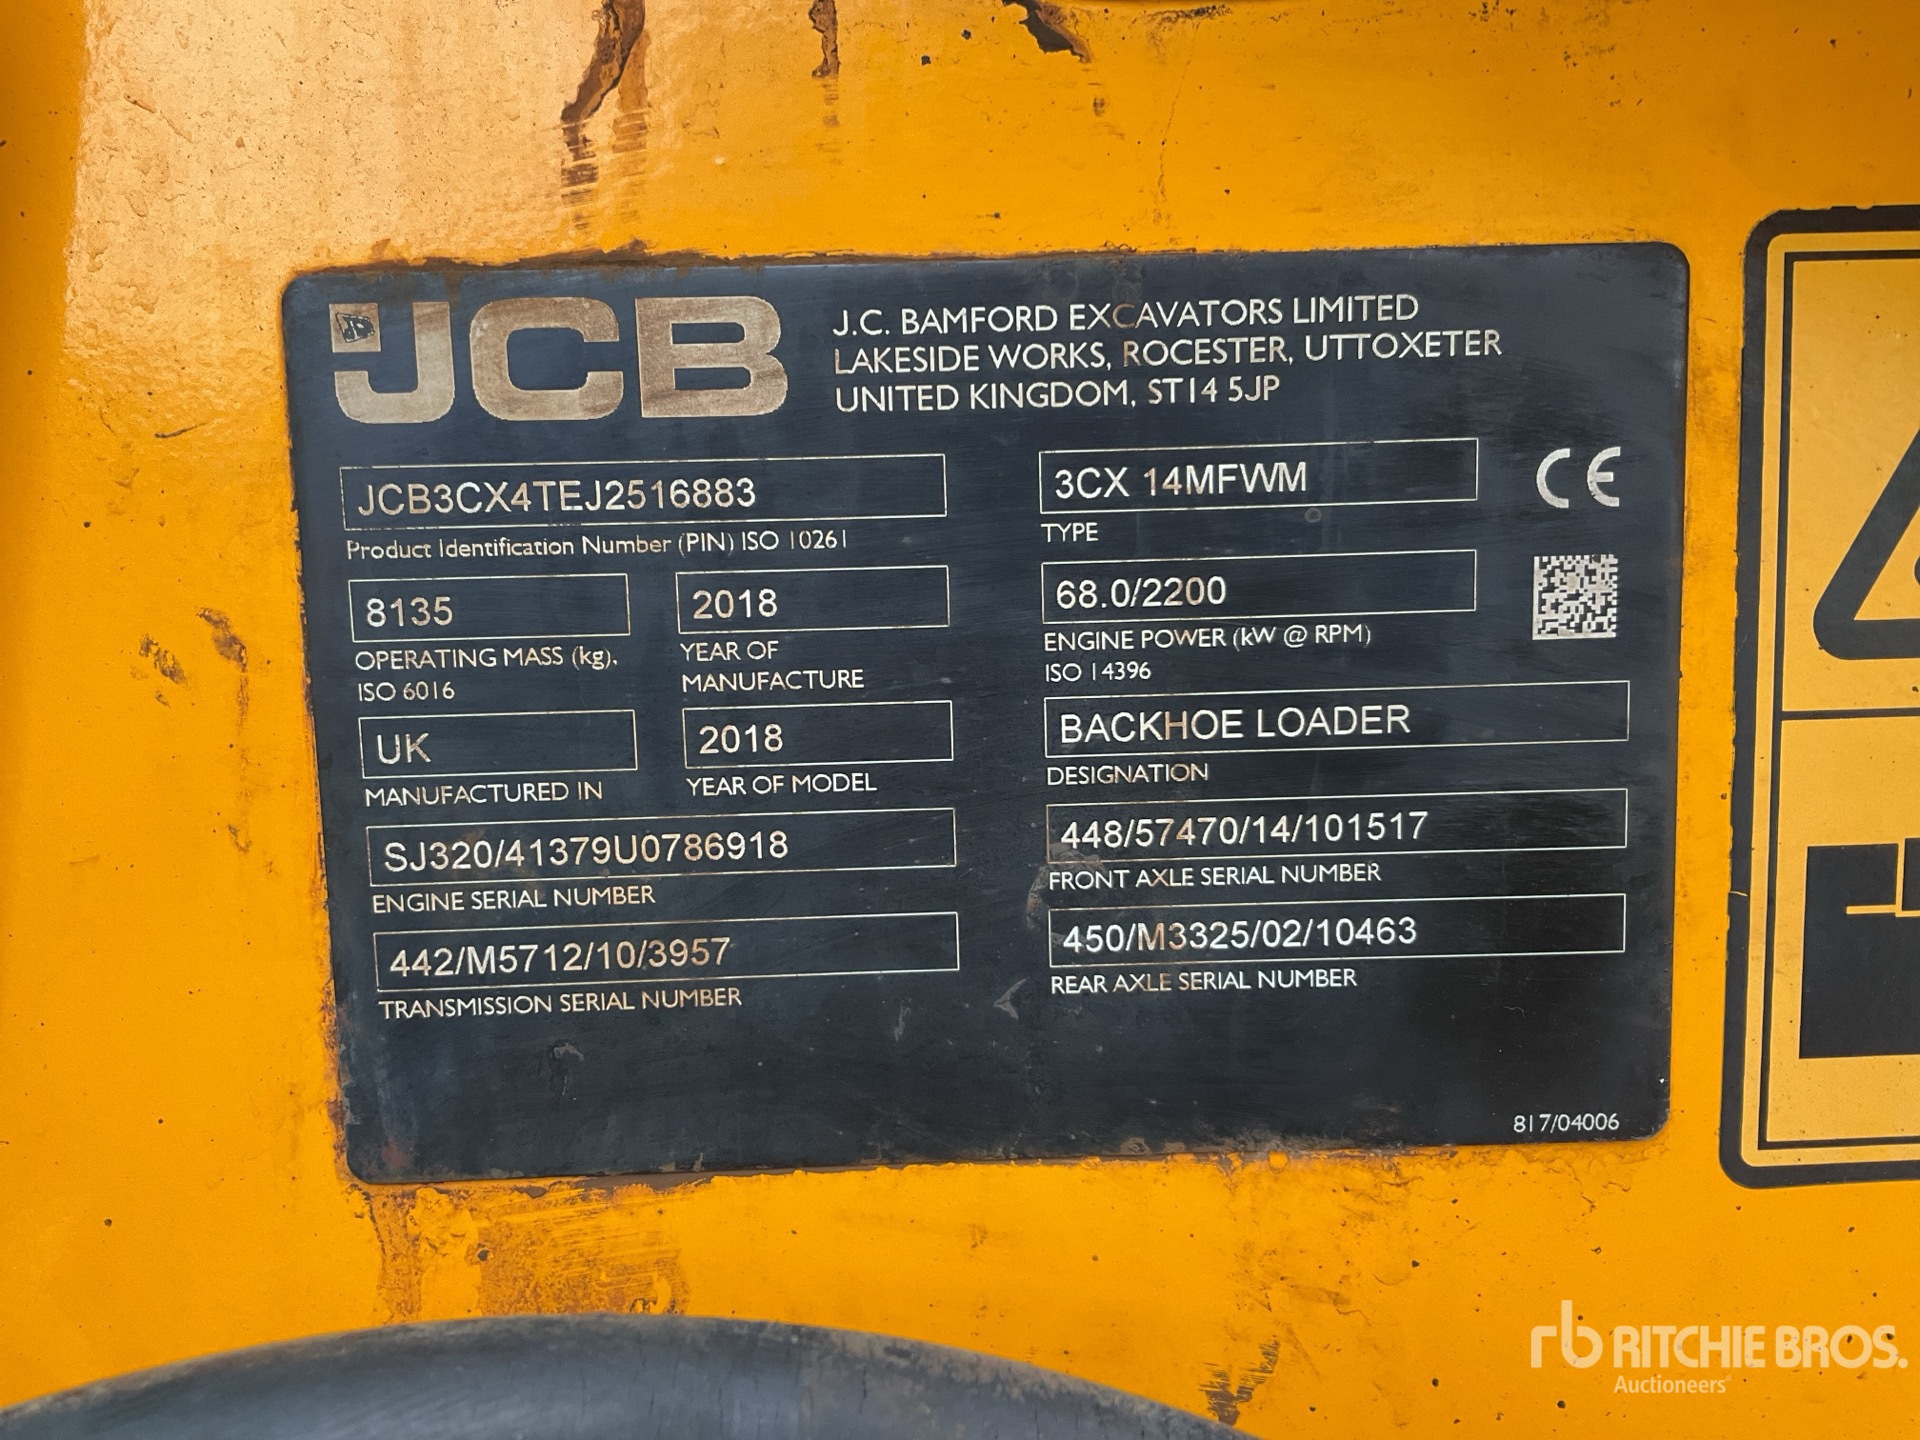 JCB
J.C. BAMFORD EXCAVATORS LIMITED
LAKESIDE WORKS, ROCESTER, UTTOXETER
UNITED KINGDOM, ST14 5JP
JCB3CX4TEJ2516883
Product Identification Number (PIN) ISO 10261
3CX 14MFWM
TYPE
CE
8135
OPERATING MASS (kg),
ISO 6016
2018
YEAR OF
MANUFACTURE
68.0/2200
ENGINE POWER (kW @ RPM)
ISO 14396
UK
MANUFACTURED IN
2018
YEAR OF MODEL
BACKHOE LOADER
DESIGNATION
SJ320/41379U0786918
ENGINE SERIAL NUMBER
448/57470/14/101517
FRONT AXLE SERIAL NUMBER
442/M5712/10/3957
TRANSMISSION SERIAL NUMBER
450/M3325/02/10463
REAR AXLE SERIAL NUMBER
817/04006
rb RITCHIE BROS.
Auctioneers